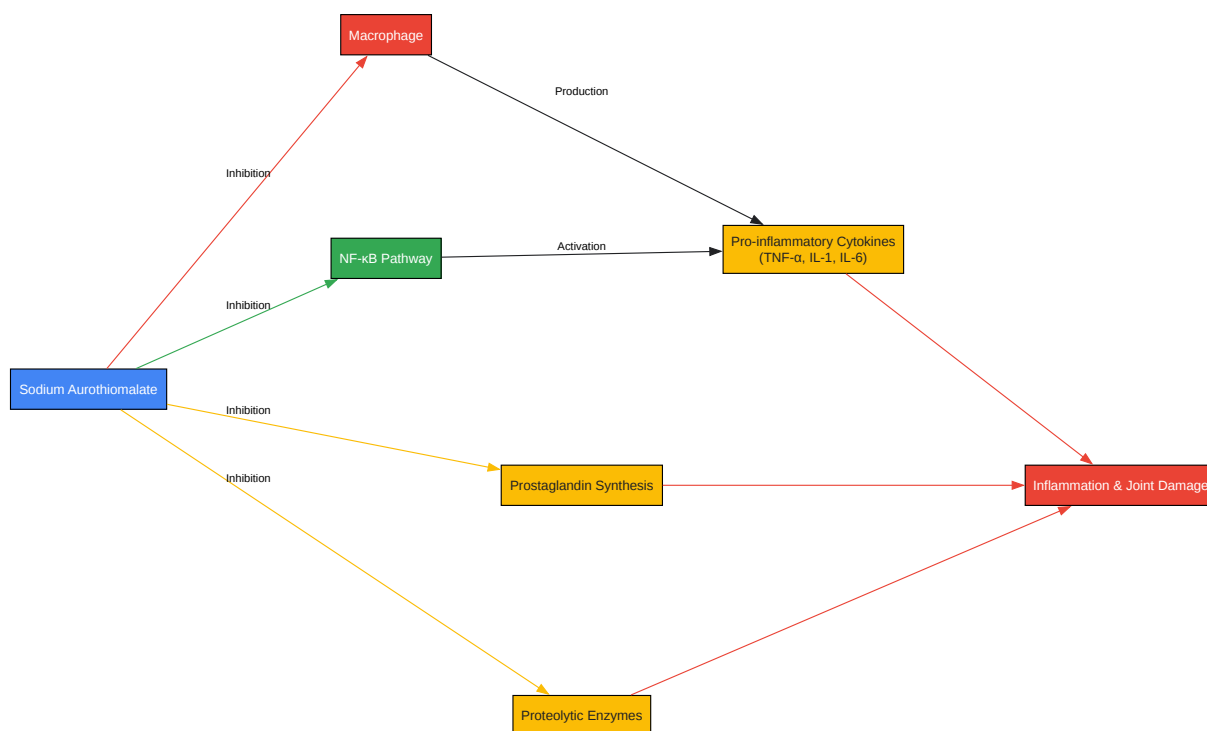 Macrophage
Production
Inhibition
Pro-inflammatory Cytokines
(TNF-α, IL-1, IL-6)
Activation
NF-κB Pathway
Inhibition
Sodium Aurothiomalate
Inhibition
Inhibition
Prostaglandin Synthesis
Inflammation & Joint Damage
Proteolytic Enzymes